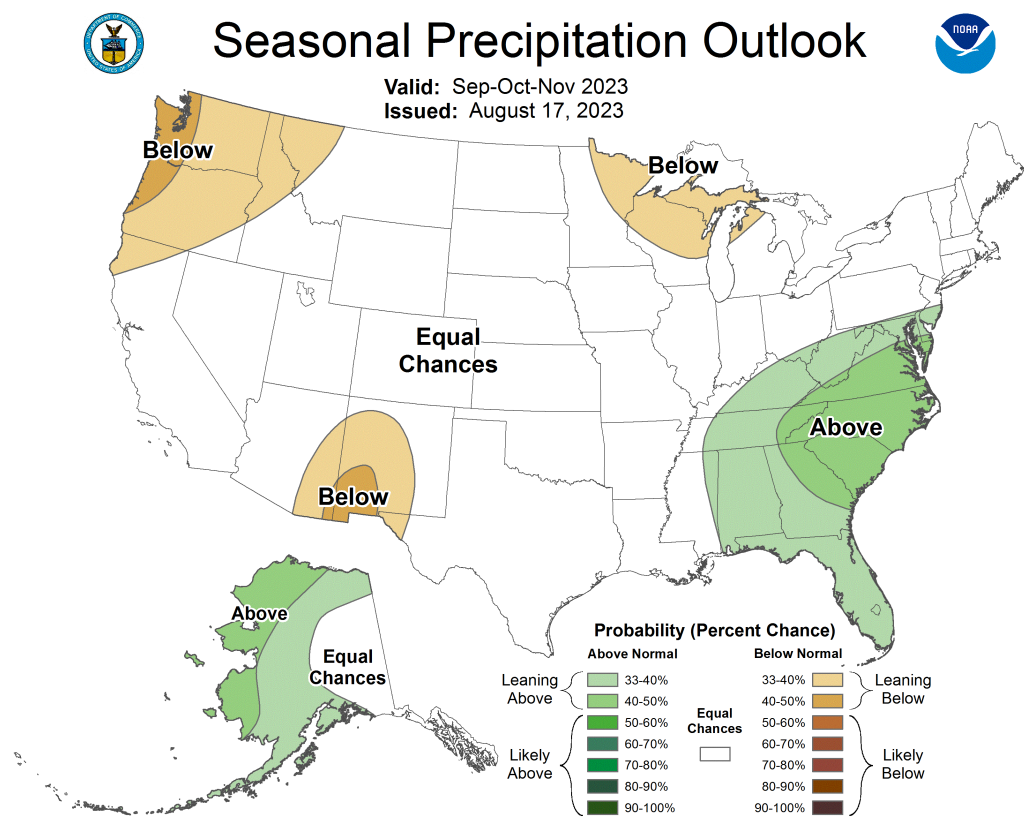 Seasonal Precipitation Outlook
Valid: Sep-Oct-Nov 2023
Issued: August 17, 2023
NOAA
Below
Below
Equal
Chances
Above
Below
Above
Equal
Chances
Probability (Percent Chance)
Above Normal
Below Normal
Leaning
Above
33-40%
40-50%
Likely
Above
50-60%
60-70%
70-80%
80-90%
90-100%
Equal
Chances
33-40%
40-50%
Leaning
Below
50-60%
60-70%
70-80%
80-90%
90-100%
Likely
Below